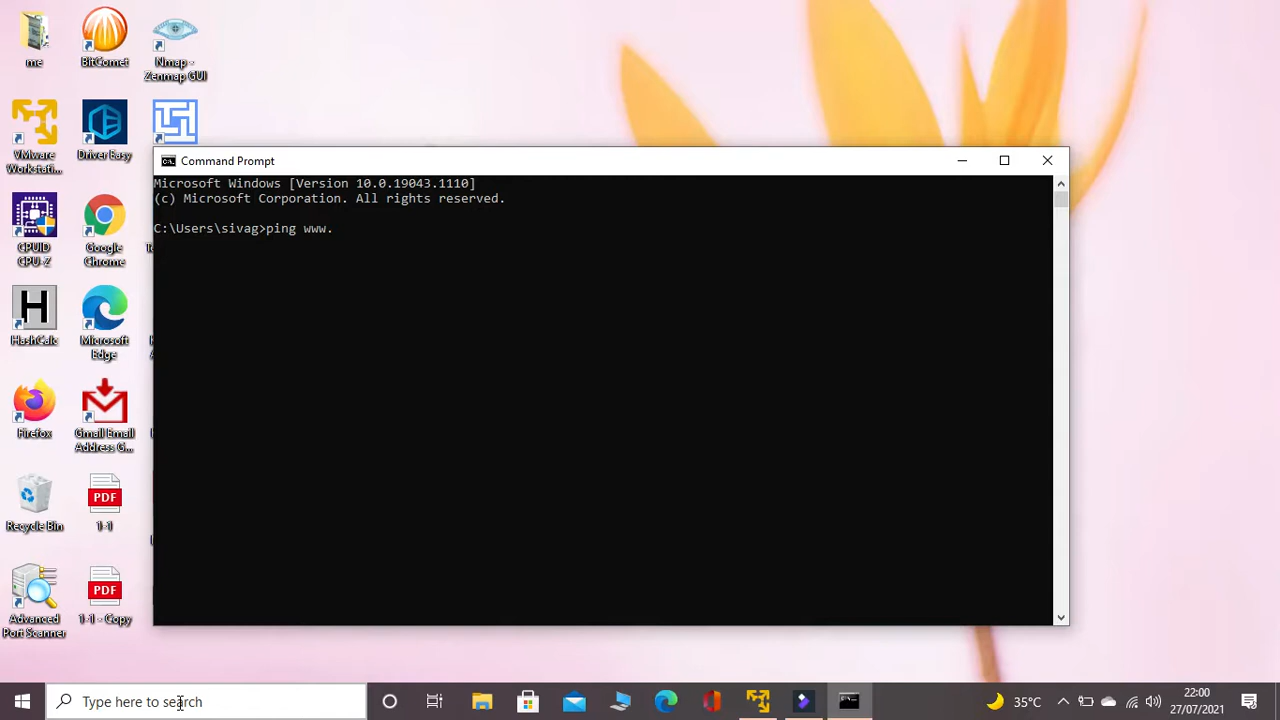 me
BitComet
Nmap -
Zenmap GUI
VMware
Workstati...
Driver Easy
Command Prompt
Microsoft Windows [Version 10.0.19043.1110]
(c) Microsoft Corporation. All rights reserved.
C:\Users\sivag>ping www.
CPUID
CPU-Z
Google
Chrome
HashCalc
Microsoft
Edge
Firefox
Gmail Email
Address G...
Recycle Bin
PDF
1-1
Advanced
Port Scanner
PDF
1-1 - Copy
Type here to search
35°C
22:00
27/07/2021